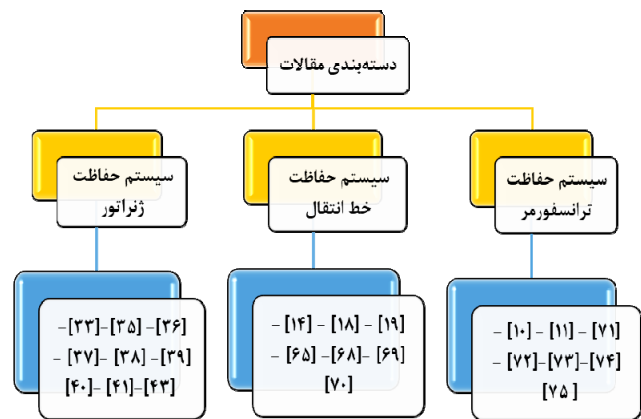 دسته‌بندی مقالات
سیستم حفاظت
ترانسفورمر
سیستم حفاظت
خط انتقال
سیستم حفاظت
ژنراتور
[۷۱] – [۱۱] – [۱۰] –
[۷۴]–[۷۳]–[۷۲] –
[۷۵ ]
[۱۹] – [۱۸] – [۱۴] –
[۶۹] –[۶۸]– [۶۵] –
[۷۰]
[۳۶]– [۳۵]–[۳۳]–
[۳۹]– [۳۸] –[۳۷] –
[۴۳]–[۴۱] –[۴۰]